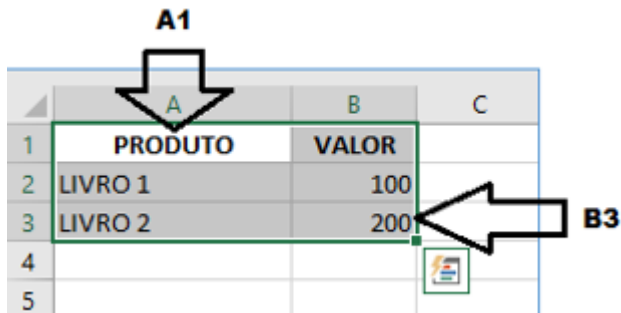 A1
A B C
1 PRODUTO VALOR
2 LIVRO 1 100
3 LIVRO 2 200
B3
4
5